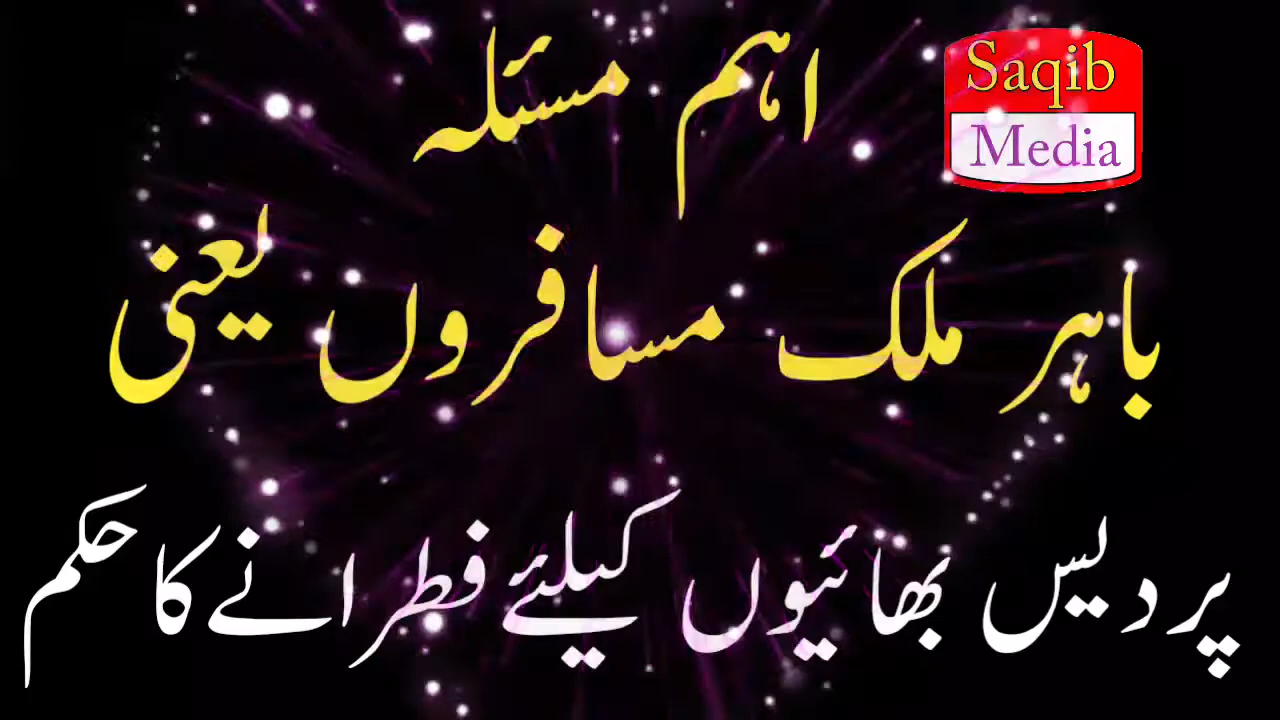 اہم مسئلہ
Saqib
Media
باہر ملک مسافروں یعنی
پردیس بھائیوں کیلئے فطرانے کا حکم